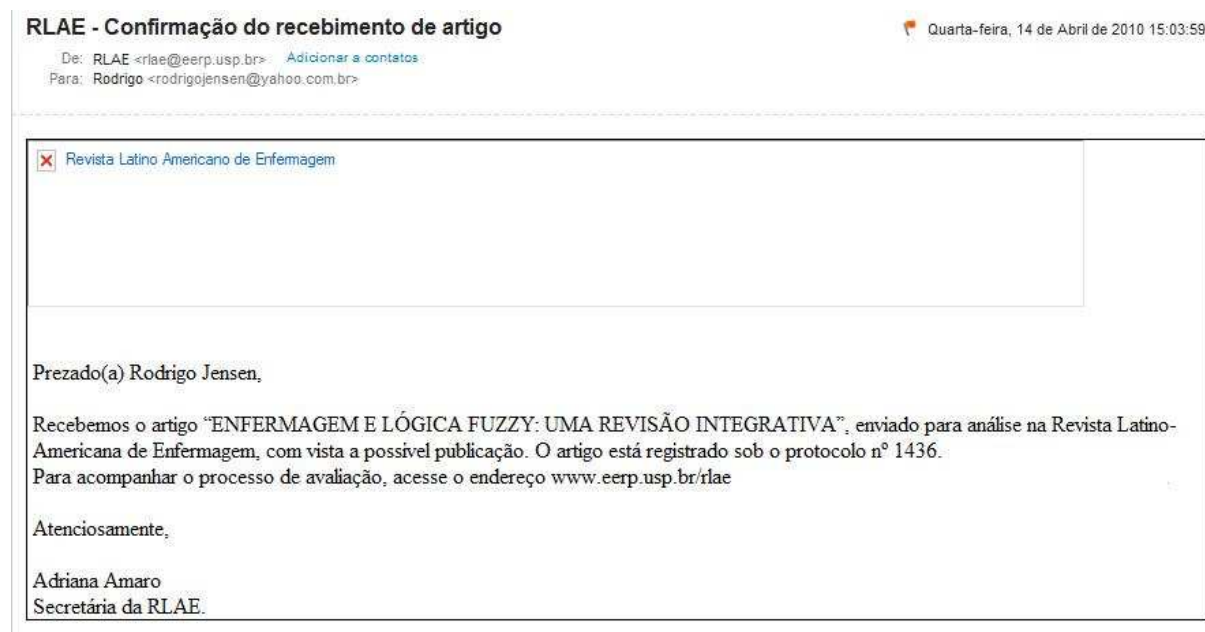 RLAE - Confirmação do recebimento de artigo
Quarta-feira, 14 de Abril de 2010 15:03:59
De: RLAE <rlae@eerp.usp.br> Adicionar a contatos
Para: Rodrigo <rodrigojensen@yahoo.com.br>
Revista Latino Americano de Enfermagem
Prezado(a) Rodrigo Jensen,
Recebemos o artigo “ENFERMAGEM E LÓGICA FUZZY: UMA REVISÃO INTEGRATIVA”, enviado para análise na Revista Latino-
Americana de Enfermagem, com vista a possível publicação. O artigo está registrado sob o protocolo nº 1436.
Para acompanhar o processo de avaliação, acesse o endereço www.eerp.usp.br/rlae
Atenciosamente,
Adriana Amaro
Secretária da RLAE.